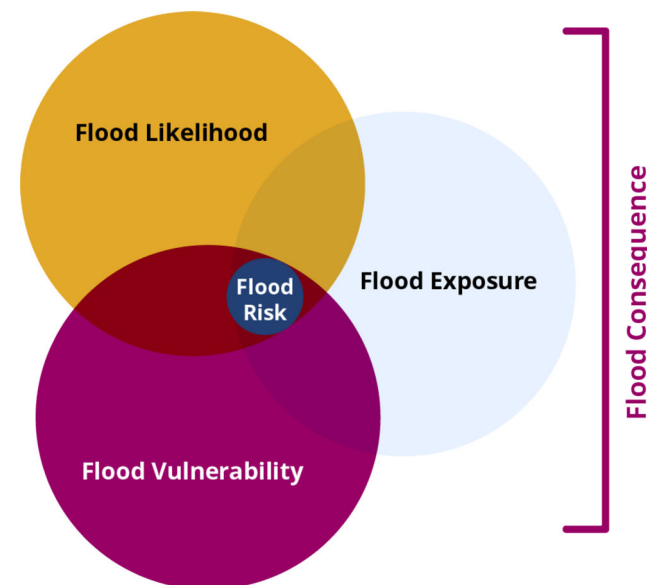 Flood Likelihood
Flood Exposure
Flood
Risk
Flood Vulnerability
Flood Consequence